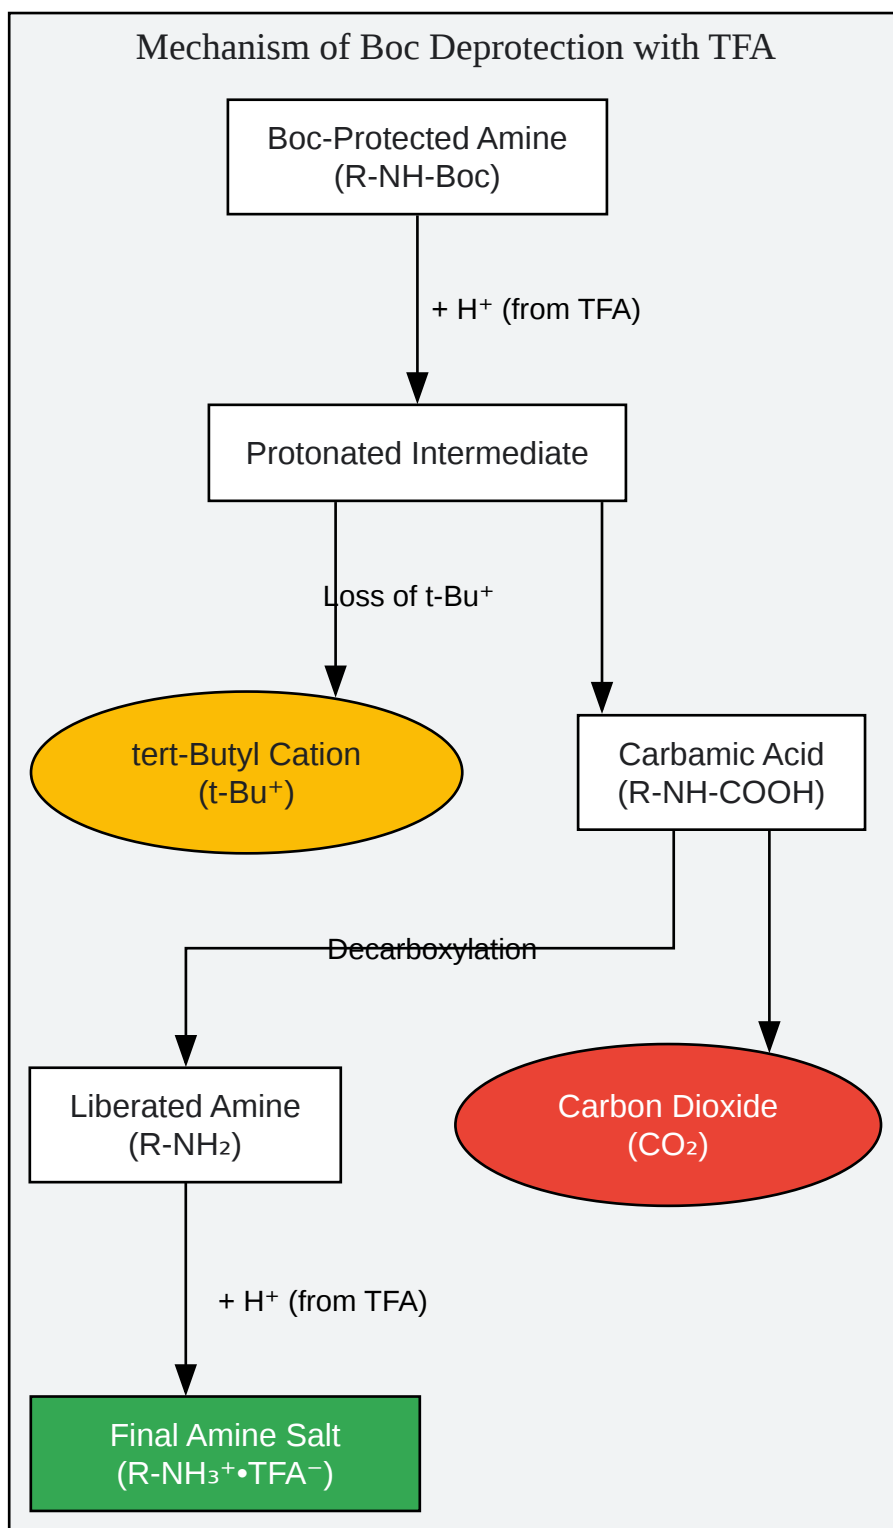 Mechanism of Boc Deprotection with TFA
Boc-Protected Amine
(R-NH-Boc)
+ H⁺ (from TFA)
Protonated Intermediate
Loss of t-Bu⁺
tert-Butyl Cation
(t-Bu⁺)
Carbamic Acid
(R-NH-COOH)
Decarboxylation
Liberated Amine
(R-NH₂)
Carbon Dioxide
(CO₂)
+ H⁺ (from TFA)
Final Amine Salt
(R-NH₃⁺•TFA⁻)